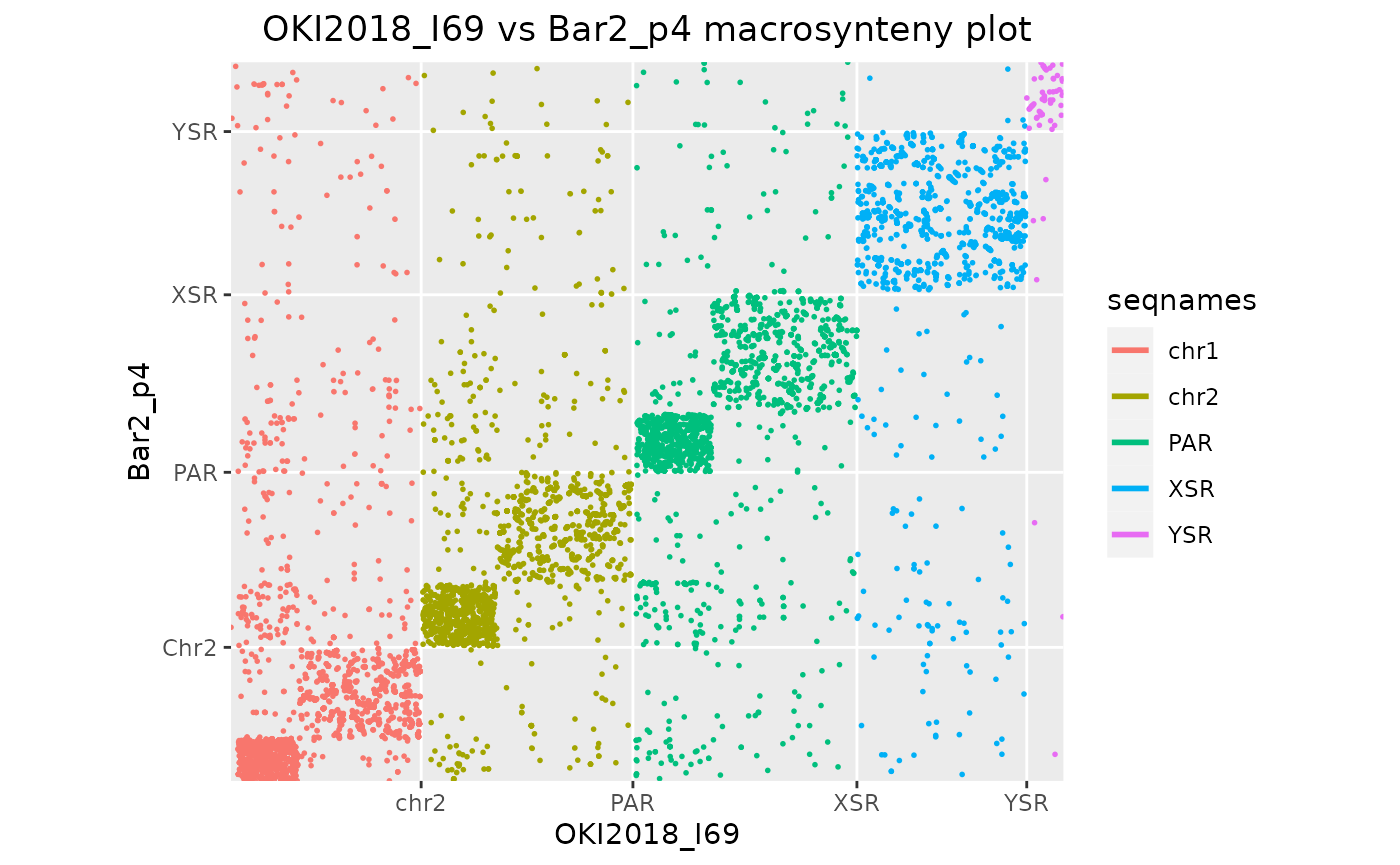 OKI2018_I69 vs Bar2_p4 macrosynteny plot
YSR
XSR
PAR
Chr2
Bar2_p4
chr2
PAR
XSR
YSR
OKI2018_I69
seqnames
chr1
chr2
PAR
XSR
YSR